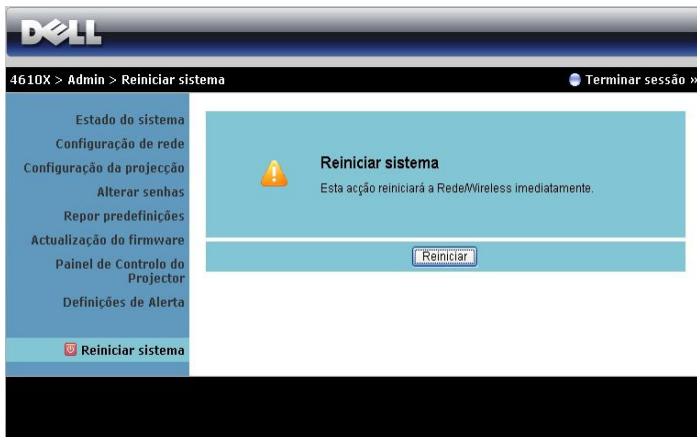 DELL
4610X > Admin > Reiniciar sistema
Terminar sessão »
Estado do sistema
Configuração de rede
Configuração da projecção
Alterar senhas
Repor predefinições
Actualização do firmware
Painel de Controlo do
Projector
Definições de Alerta
Reiniciar sistema
Reiniciar sistema
Esta acção reiniciará a Rede/Wireless imediatamente.
Reiniciar